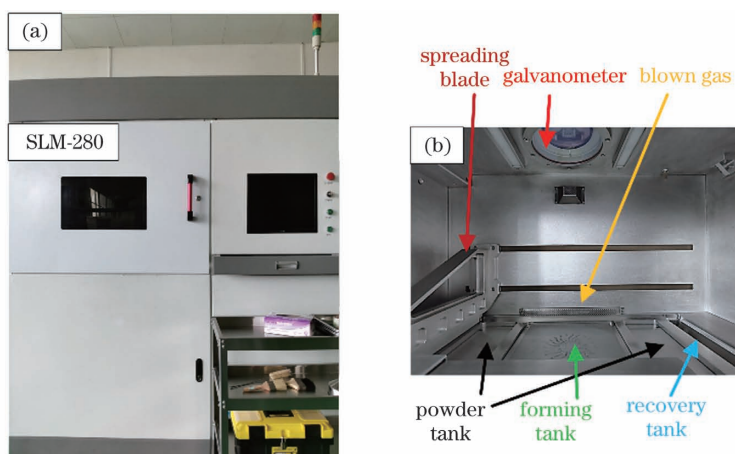 (a)
SLM-280
spreading
blade
galvanometer
blown gas
(b)
powder
tank
forming
tank
recovery
tank